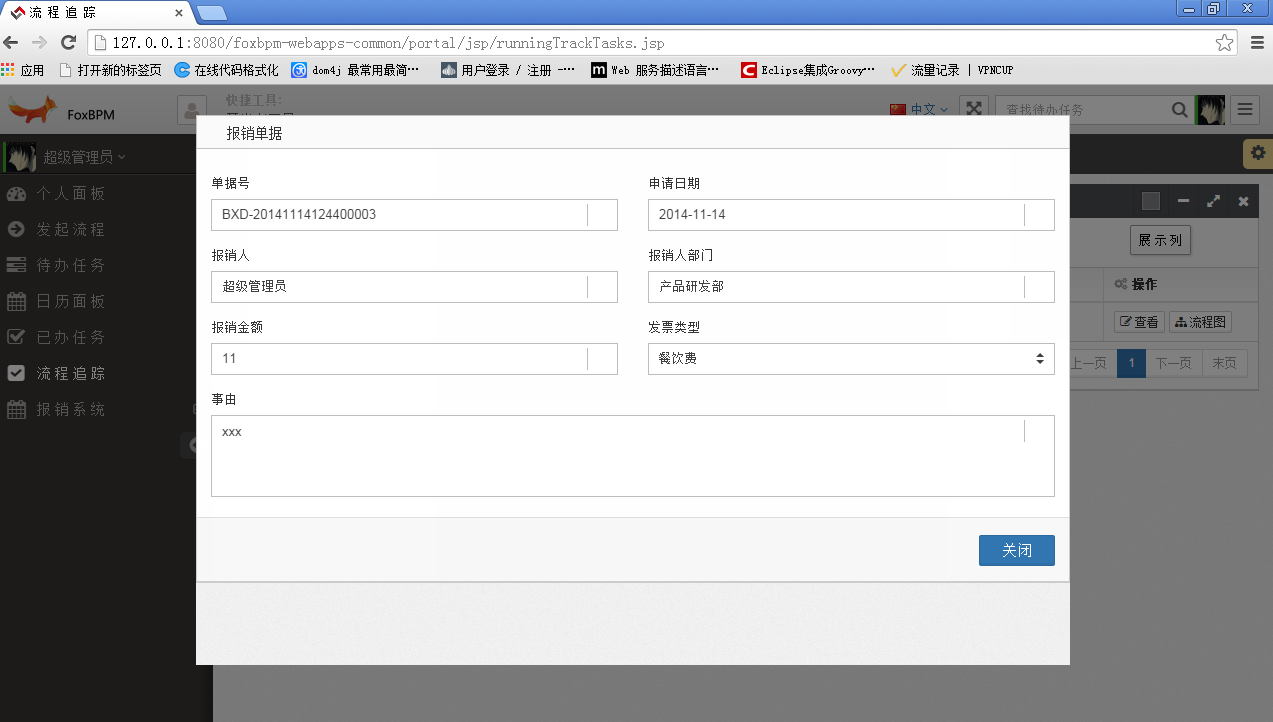 流程追踪
127.0.0.1:8080/foxbpm-webapps-common/portal/jsp/runningTrackTasks.jsp
应用 打开新的标签页 在线代码格式化 dom4j 最常用最简… 用户登录 / 注册 -… Web 服务描述语言… Eclipse集成Groovy… 流量记录 | VPNCUP
FoxBPM 快捷工具: 中文 查找待办任务
超级管理员
个人面板
发起流程
待办任务
日历面板
已办任务
流程追踪
报销系统
报销单据
单据号 申请日期
BXD-20141114124400003 2014-11-14
报销人 报销人部门
超级管理员 产品研发部
报销金额 发票类型
11 餐饮费
事由
xxx
关闭
展示列
操作
查看 流程图
上一页 1 下一页 末页